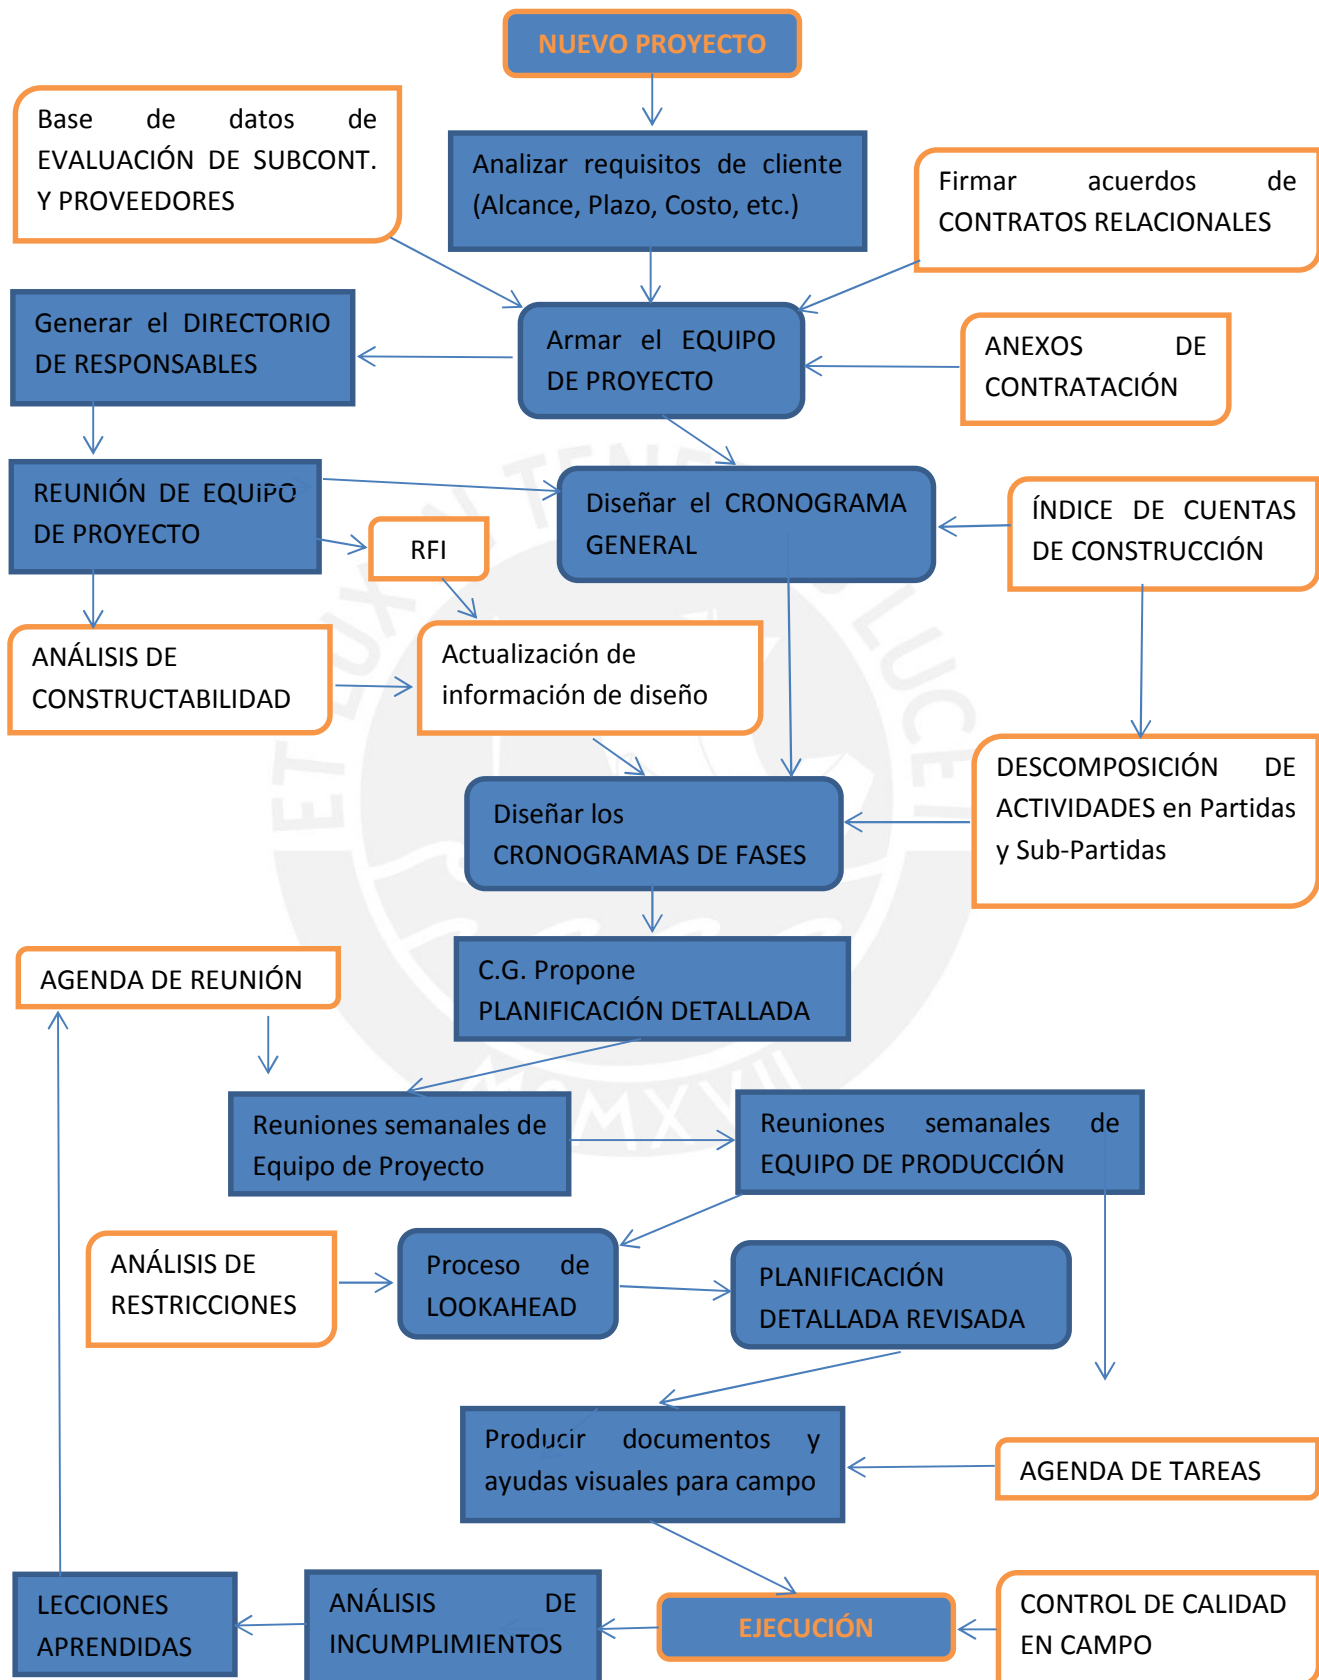 NUEVO PROYECTO
Base de datos de
EVALUACIÓN DE SUBCONT.
Y PROVEEDORES
Analizar requisitos de cliente
(Alcance, Plazo, Costo, etc.)
Firmar acuerdos de
CONTRATOS RELACIONALES
Generar el DIRECTORIO
DE RESPONSABLES
Armar el EQUIPO
DE PROYECTO
ANEXOS DE
CONTRATACIÓN
REUNIÓN DE EQUIPO
DE PROYECTO
RFI
Diseñar el CRONOGRAMA
GENERAL
ÍNDICE DE CUENTAS
DE CONSTRUCCIÓN
ANÁLISIS DE
CONSTRUCTABILIDAD
Actualización de
información de diseño
DESCOMPOSICIÓN DE
ACTIVIDADES en Partidas
y Sub-Partidas
Diseñar los
CRONOGRAMAS DE FASES
AGENDA DE REUNIÓN
C.G. Propone
PLANIFICACIÓN DETALLADA
Reuniones semanales de
Equipo de Proyecto
Reuniones semanales de
EQUIPO DE PRODUCCIÓN
ANÁLISIS DE
RESTRICCIONES
Proceso de
LOOKAHEAD
PLANIFICACIÓN
DETALLADA REVISADA
Producir documentos y
ayudas visuales para campo
AGENDA DE TAREAS
LECCIONES
APRENDIDAS
ANÁLISIS DE
INCUMPLIMIENTOS
EJECUCIÓN
CONTROL DE CALIDAD
EN CAMPO